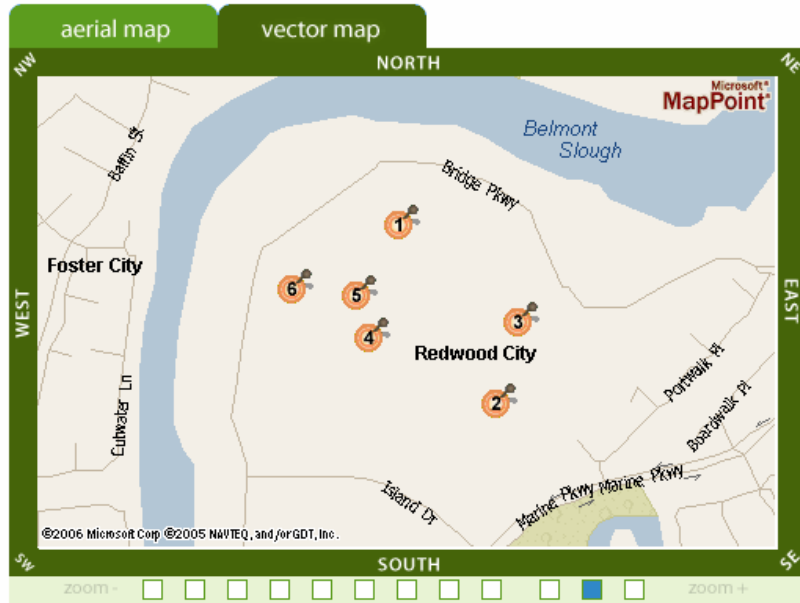 aerial map
vector map
NW
NORTH
NE
Microsoft®
MapPoint®
Belmont
Slough
Baffin St
Bridge Pkwy
1
Foster City
6
5
3
4
WEST
EAST
Redwood City
Portwalk Pl
2
Cutwater Ln
Boardwalk Pl
Island Dr
Marine Pkwy
Marine Pkwy
©2006 Microsoft Corp ©2005 NAVTEQ, and/or GDT, Inc.
SW
SOUTH
SE
zoom -
zoom +